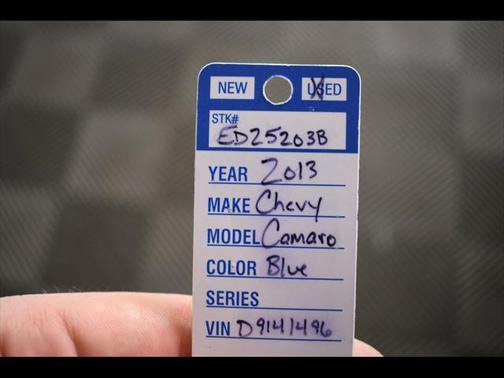 NEW USED
STK#
ED25203B
YEAR 2013
MAKE Chevy
MODEL Camaro
COLOR Blue
SERIES
VIN D9141496